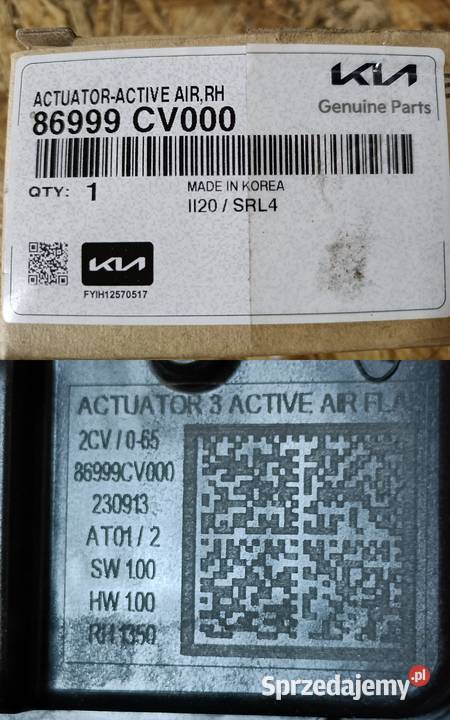 KIA
Genuine Parts
ACTUATOR-ACTIVE AIR,RH
86999 CV000
QTY: 1
MADE IN KOREA
II20 / SRL4
KIA
FYIH12570517
ACTUATOR 3 ACTIVE AIR FLA
2CV / 0-65
86999CV000
230913
AT01 / 2
SW 1.00
HW 1.00
RH 1350
Sprzedajemy.pl